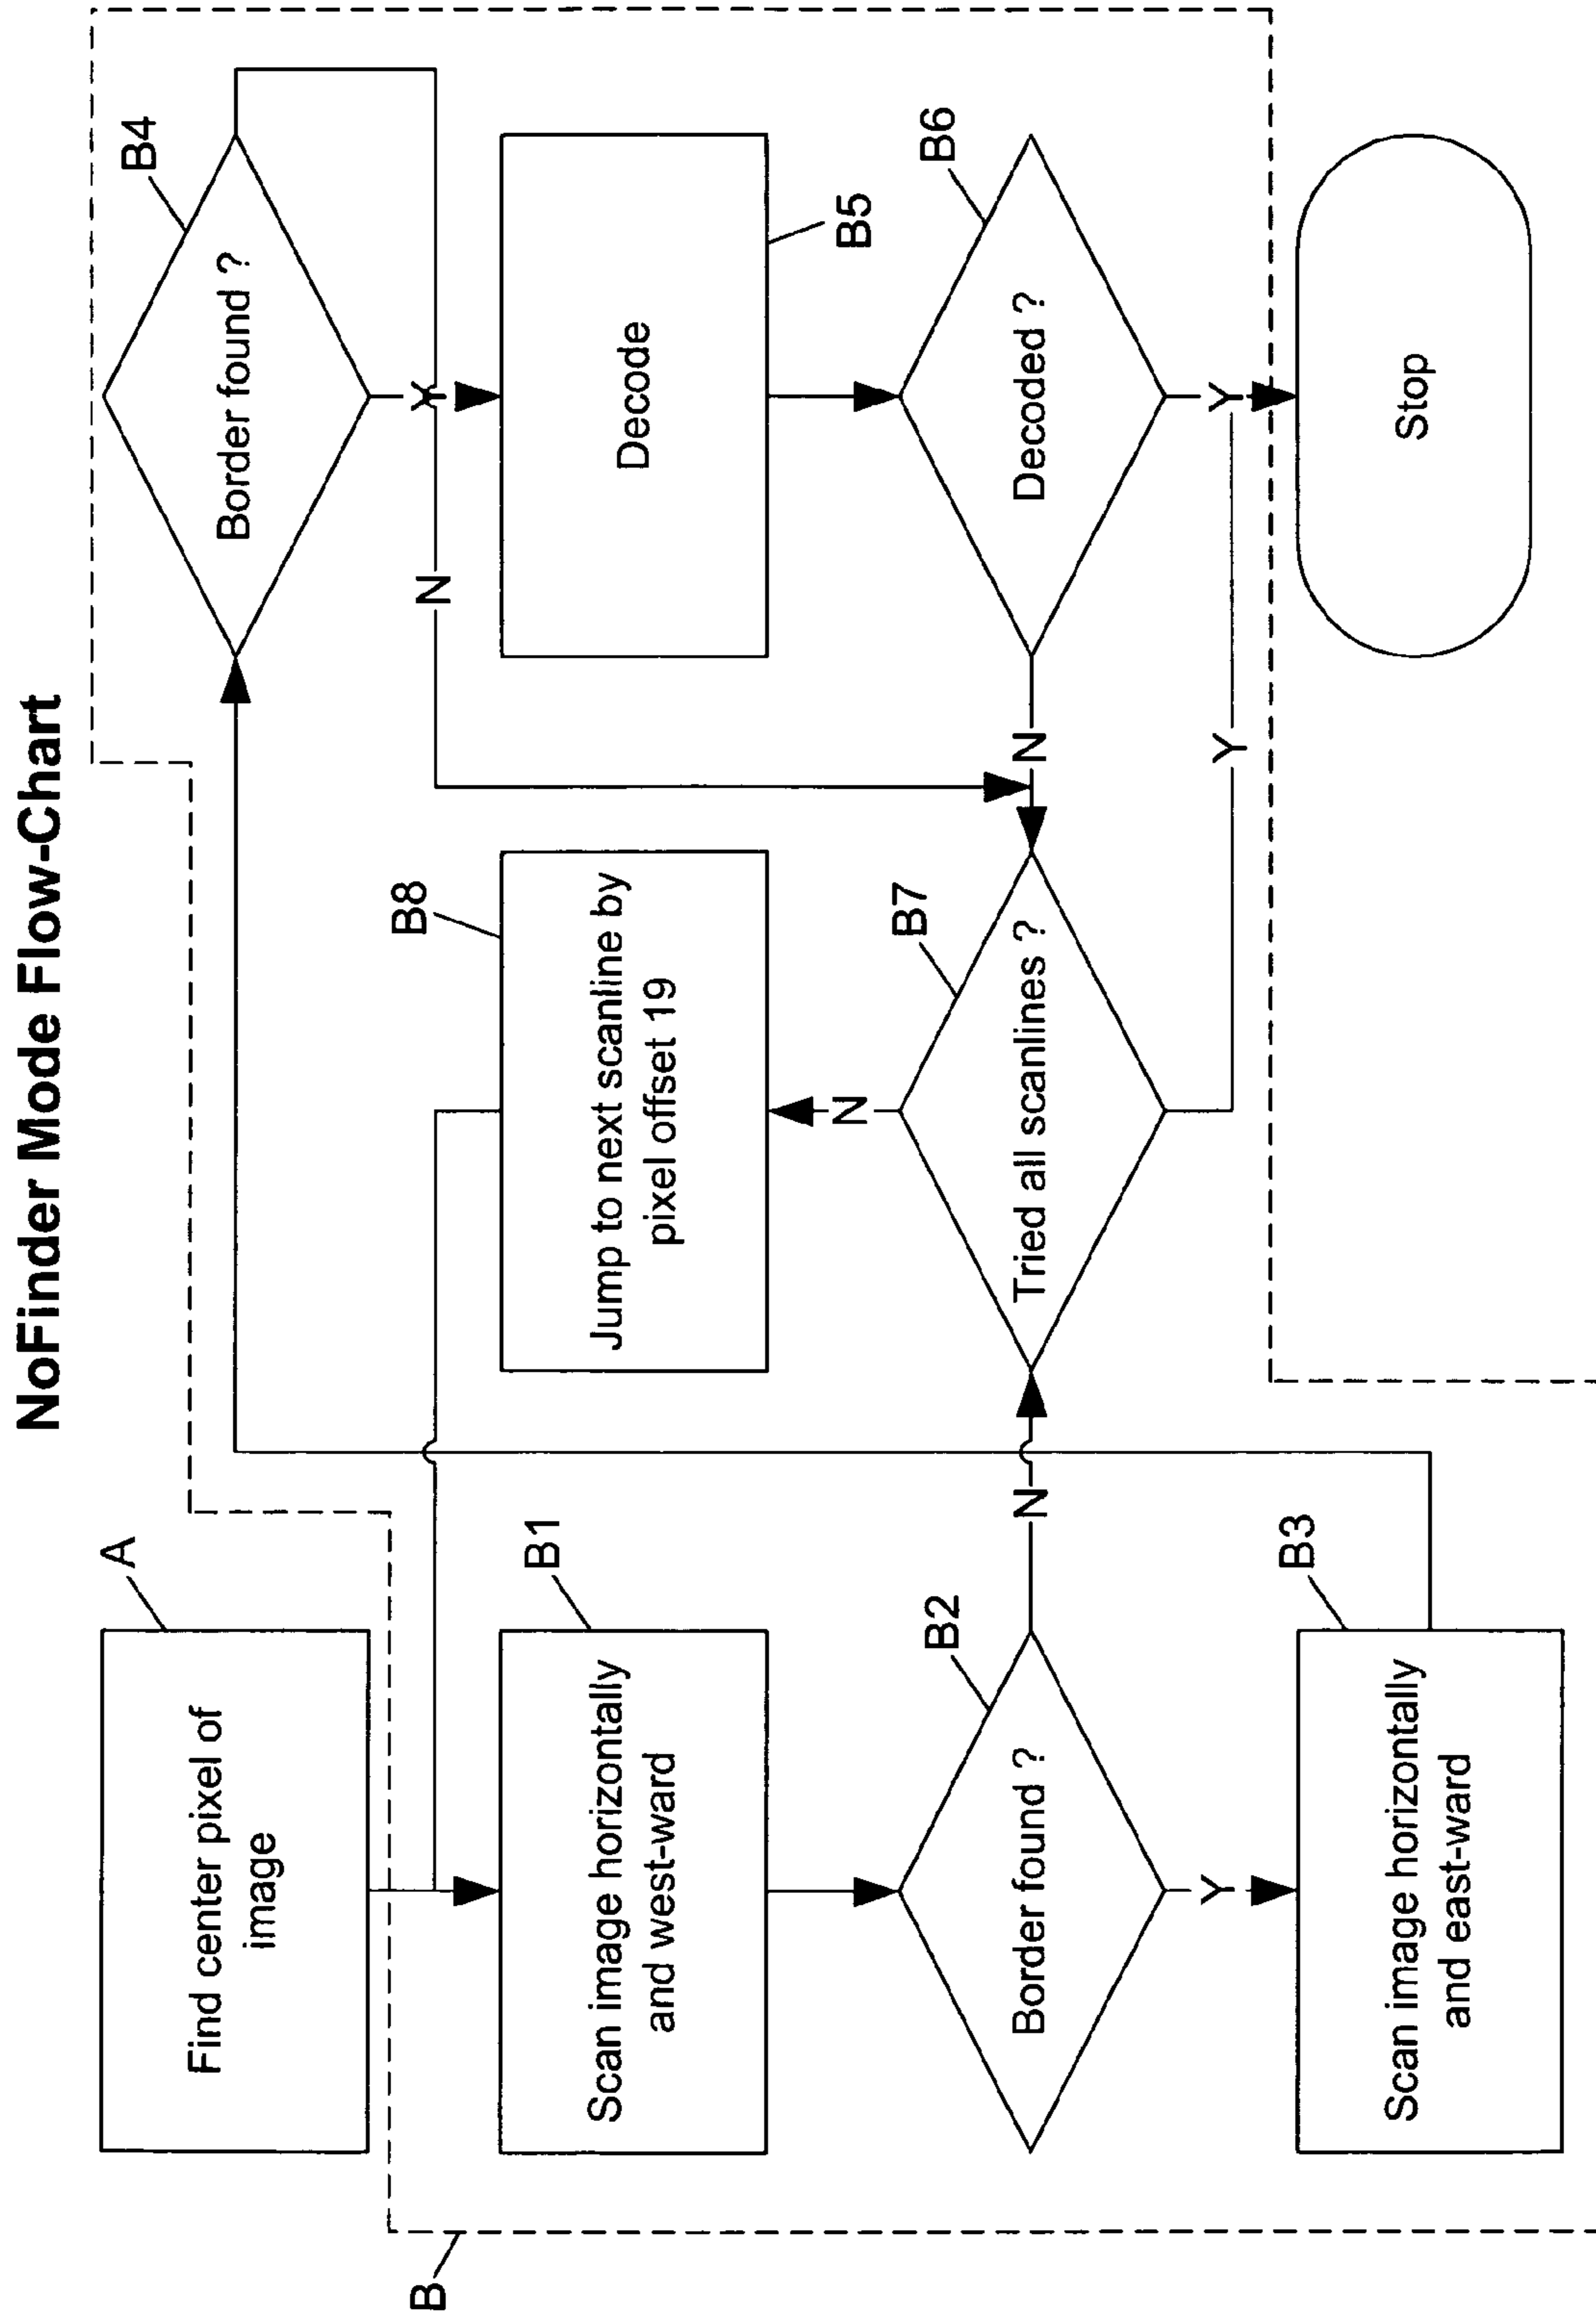 NoFinder Mode Flow-Chart
A
Find center pixel of
image
B
B1
Scan image horizontally
and west-ward
B2
Border found ?
N
Y
B3
Scan image horizontally
and east-ward
B8
Jump to next scanline by
pixel offset 19
N
B7
Tried all scanlines ?
Y
B4
Border found ?
N
Y
Decode
B5
B6
Decoded ?
N
Y
Stop